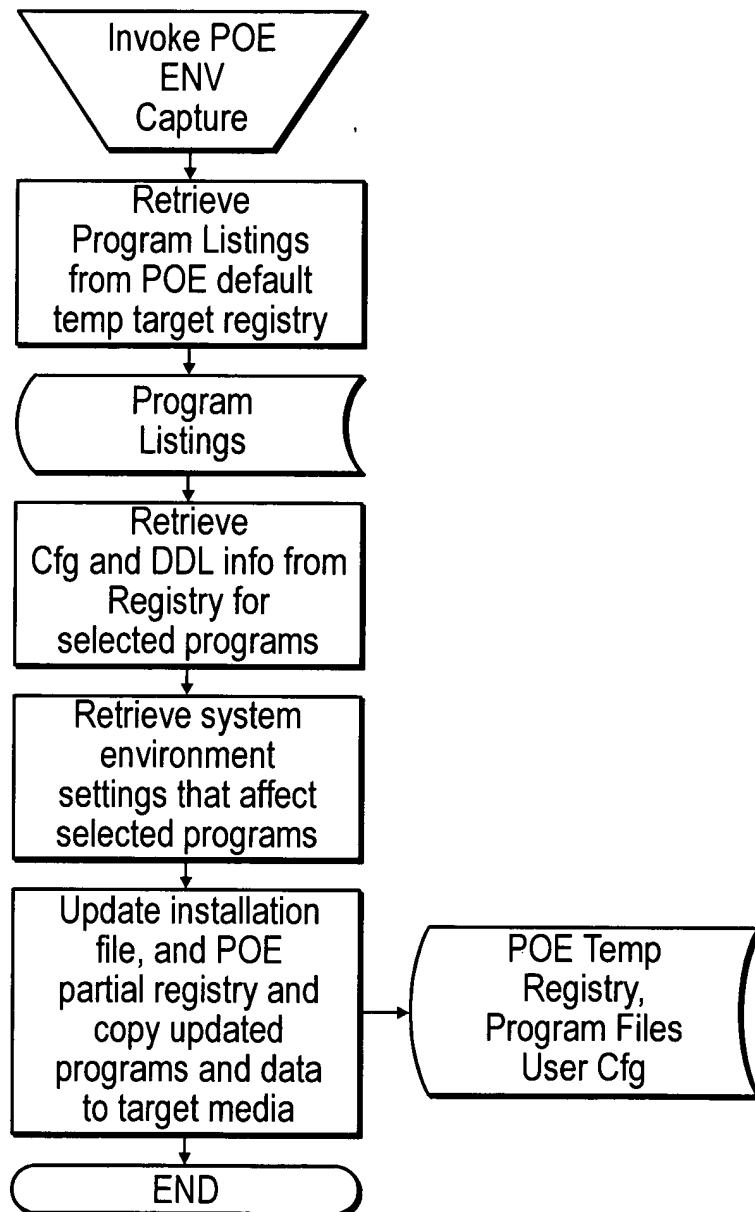 Invoke POE
ENV
Capture
Retrieve
Program Listings
from POE default
temp target registry
Program
Listings
Retrieve
Cfg and DDL info from
Registry for
selected programs
Retrieve system
environment
settings that affect
selected programs
Update installation
file, and POE
partial registry and
copy updated
programs and data
to target media
POE Temp
Registry,
Program Files
User Cfg
END